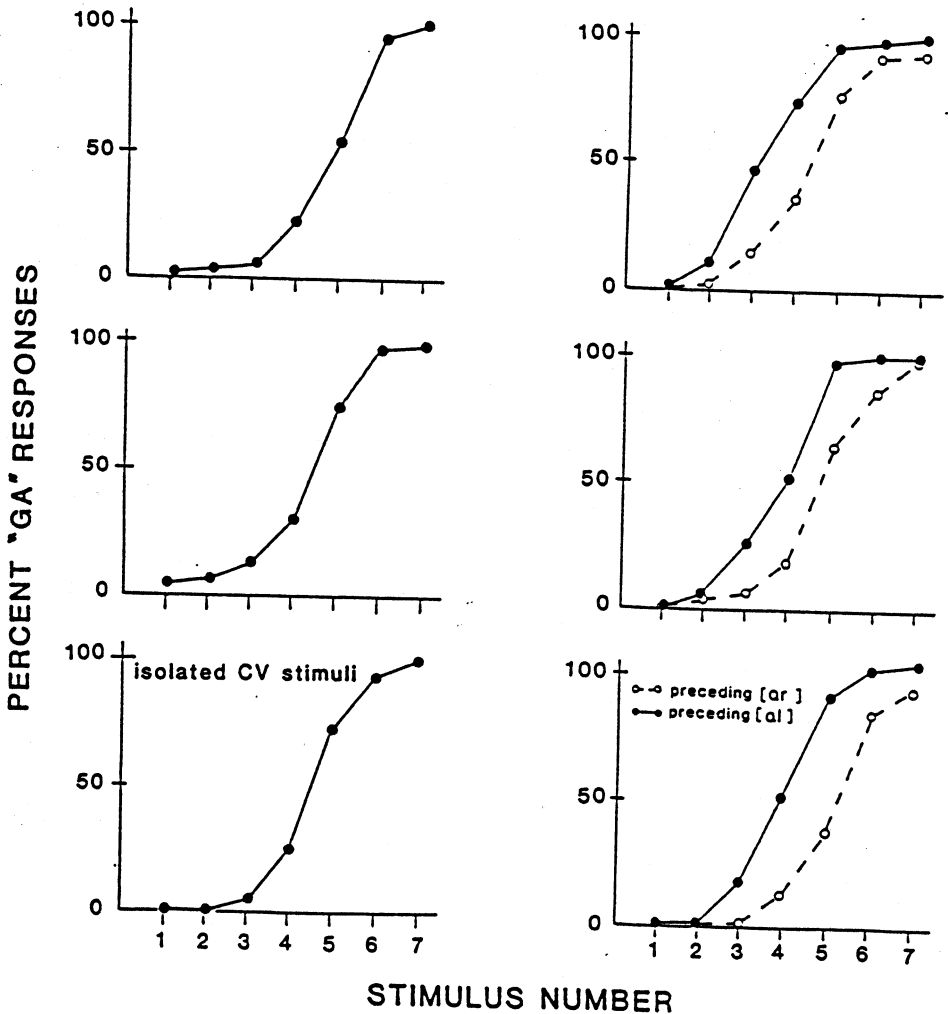 PERCENT "GA" RESPONSES
100
50
0
100
50
0
100
50
0
100
50
0
100
isolated CV stimuli
50
0
1 2 3 4 5 6 7
100
preceding [ar]
preceding [al]
50
0
1 2 3 4 5 6 7
STIMULUS NUMBER